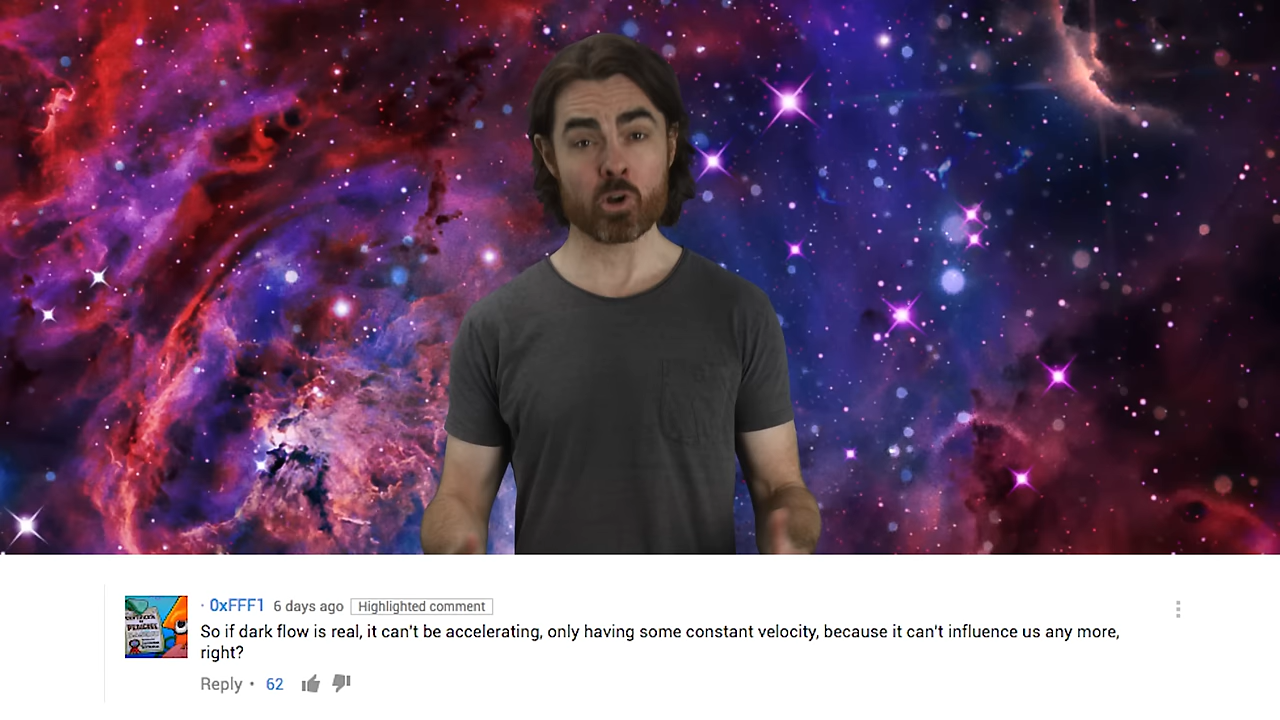 · 0xFFF1 6 days ago Highlighted comment
So if dark flow is real, it can't be accelerating, only having some constant velocity, because it can't influence us any more,
right?
Reply • 62